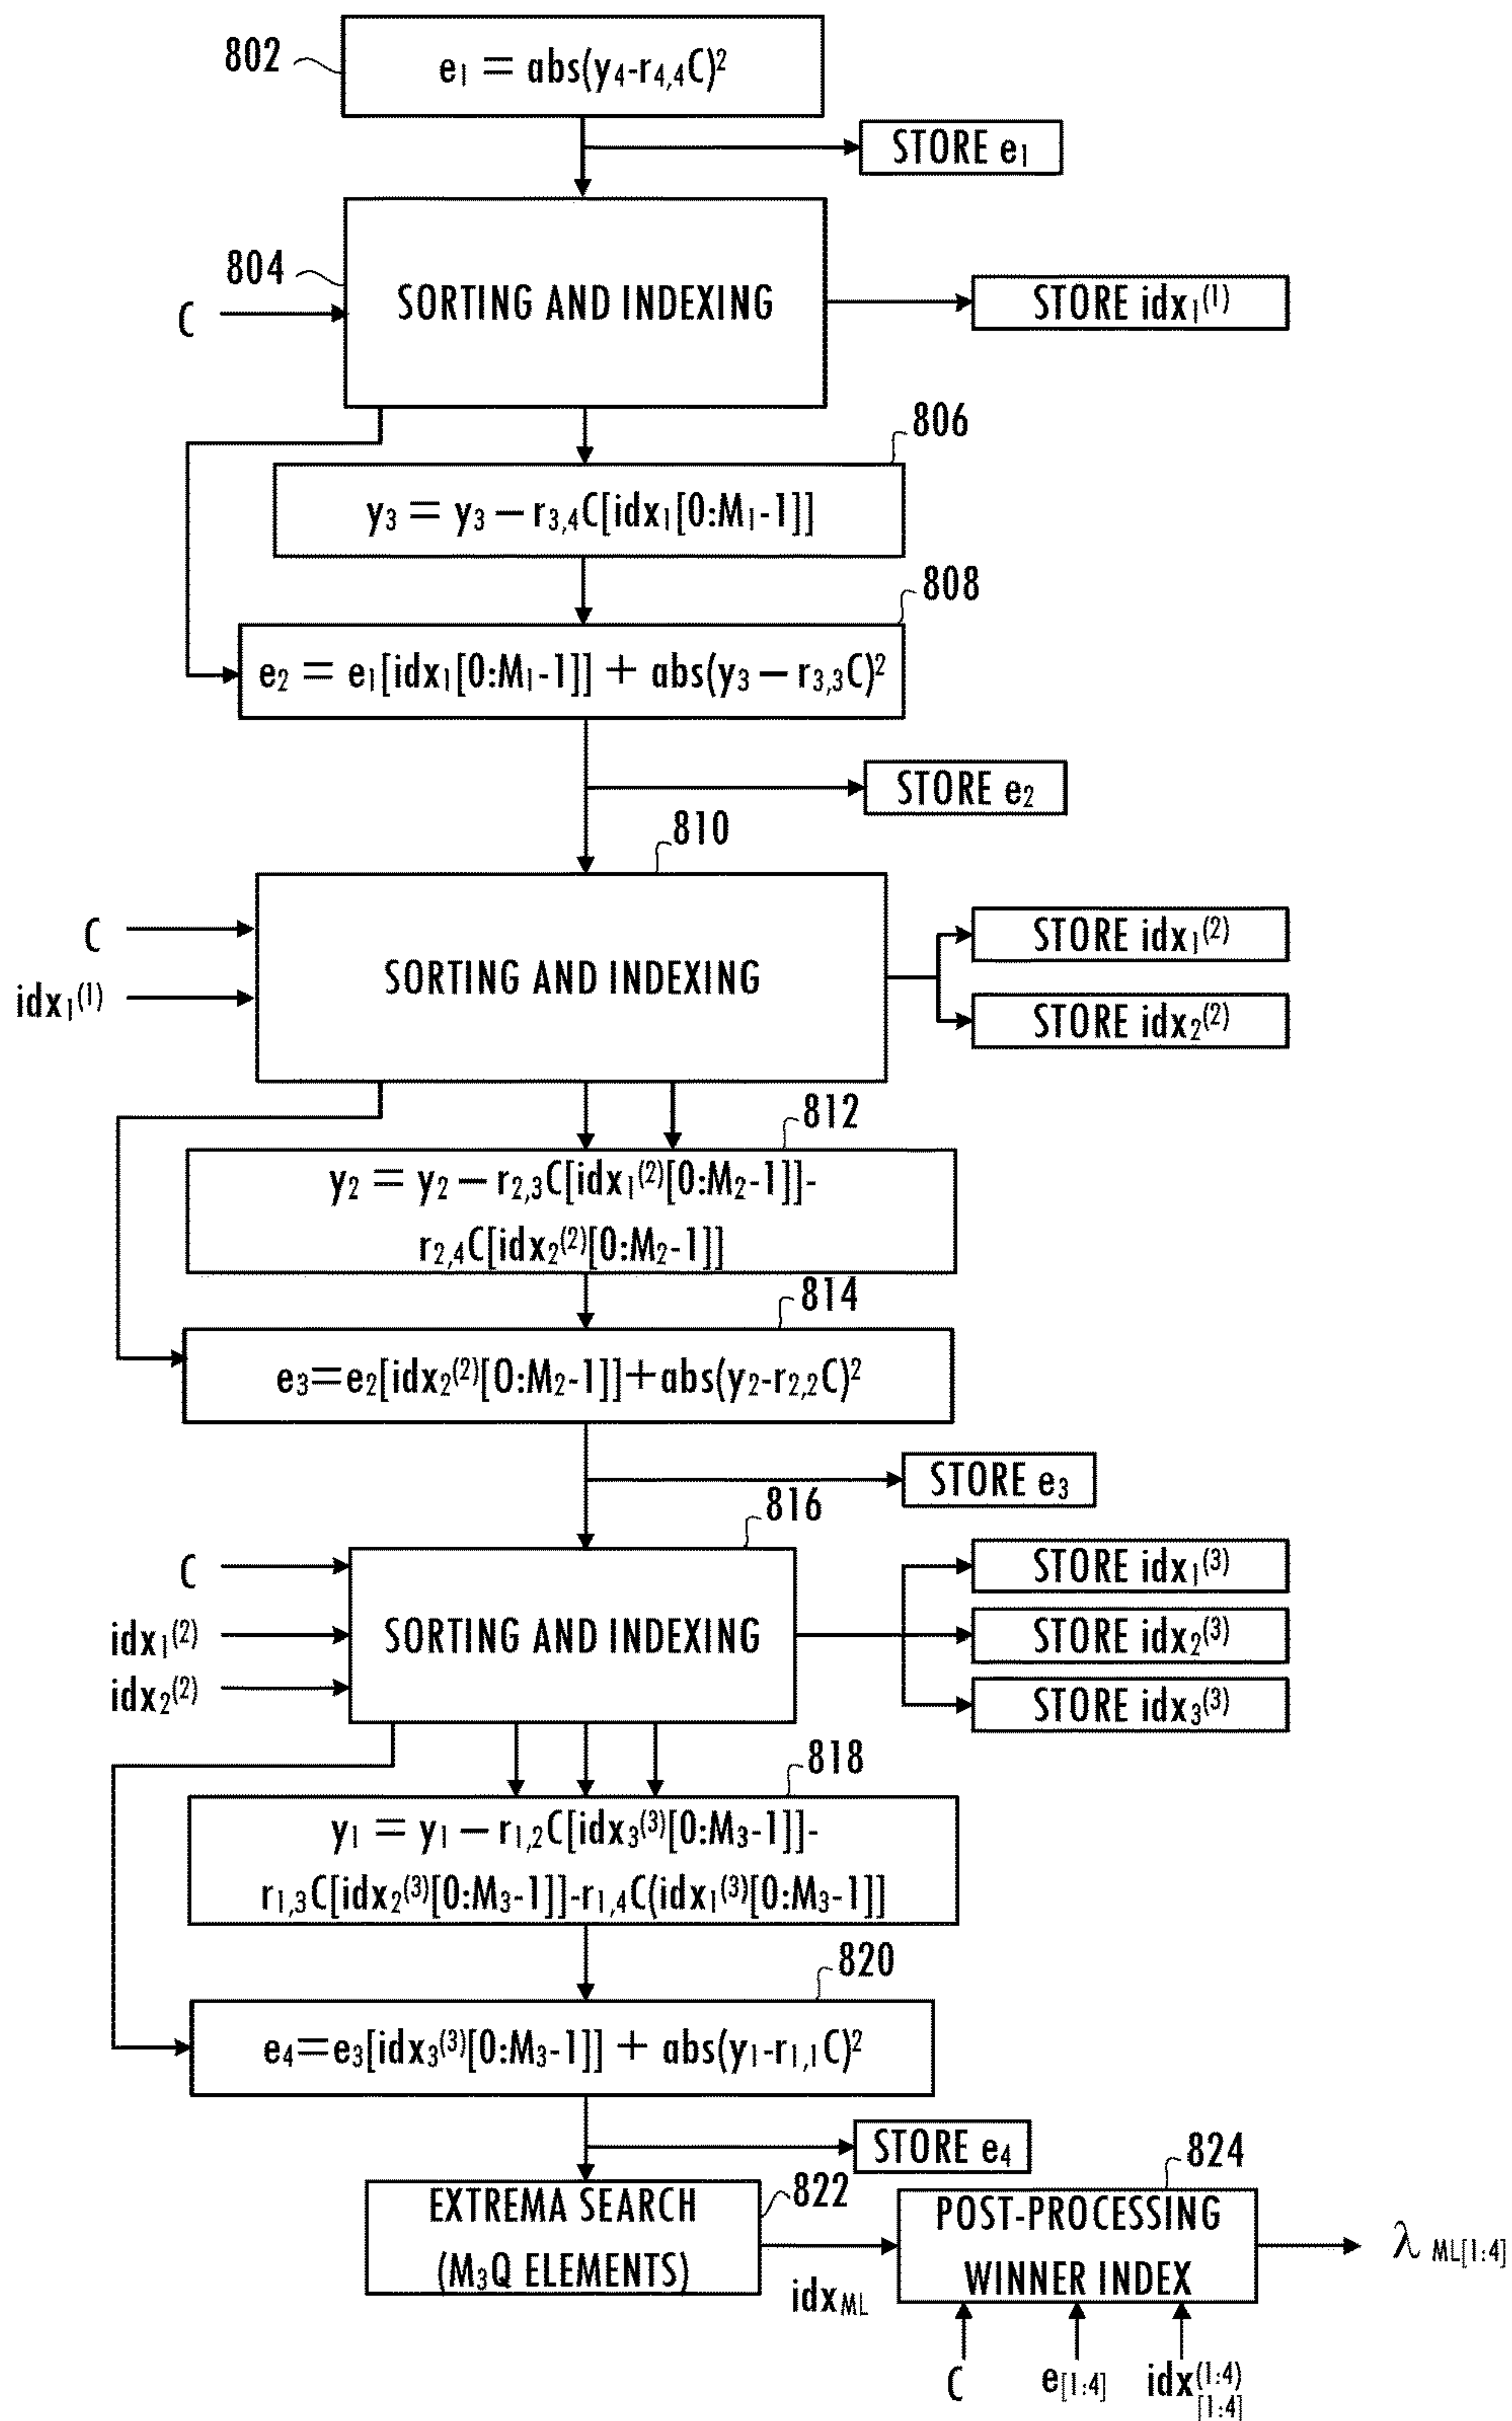 802
e₁ = abs(y₄-r₄,₄C)²
STORE e₁
804
C
SORTING AND INDEXING
STORE idx₁⁽¹⁾
806
y₃ = y₃ – r₃,₄C[idx₁[0:M₁-1]]
808
e₂ = e₁[idx₁[0:M₁-1]] + abs(y₃ – r₃,₃C)²
STORE e₂
810
C
idx₁⁽¹⁾
SORTING AND INDEXING
STORE idx₁⁽²⁾
STORE idx₂⁽²⁾
812
y₂ = y₂ – r₂,₃C[idx₁⁽²⁾[0:M₂-1]]-
r₂,₄C[idx₂⁽²⁾[0:M₂-1]]
814
e₃=e₂[idx₂⁽²⁾[0:M₂-1]]+abs(y₂-r₂,₂C)²
STORE e₃
816
C
idx₁⁽²⁾
idx₂⁽²⁾
SORTING AND INDEXING
STORE idx₁⁽³⁾
STORE idx₂⁽³⁾
STORE idx₃⁽³⁾
818
y₁ = y₁ – r₁,₂C[idx₃⁽³⁾[0:M₃-1]]-
r₁,₃C[idx₂⁽³⁾[0:M₃-1]]-r₁,₄C(idx₁⁽³⁾[0:M₃-1]]
820
e₄=e₃[idx₃⁽³⁾[0:M₃-1]] + abs(y₁-r₁,₁C)²
STORE e₄
822
EXTREMA SEARCH
(M₃Q ELEMENTS)
idx_ML
824
POST-PROCESSING
WINNER INDEX
λ ML[1:4]
C
e[1:4]
idx[1:4]⁽¹:⁴⁾